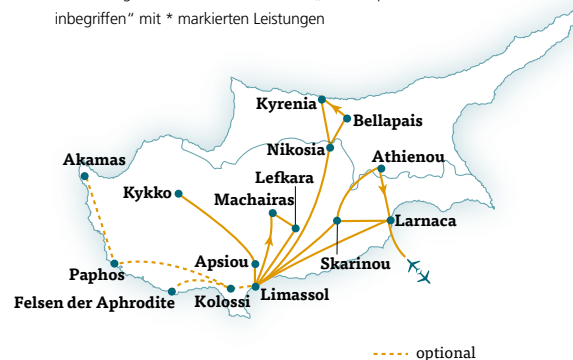 inbegriffen“ mit * markierten Leistungen
Kyrenia
Bellapais
Nikosia
Athienou
Akamas
Lefkara
Kykko
Machairas
Larnaca
Apsiou
Skarinou
Paphos
Felsen der Aphrodite
Kolossi
Limassol
optional